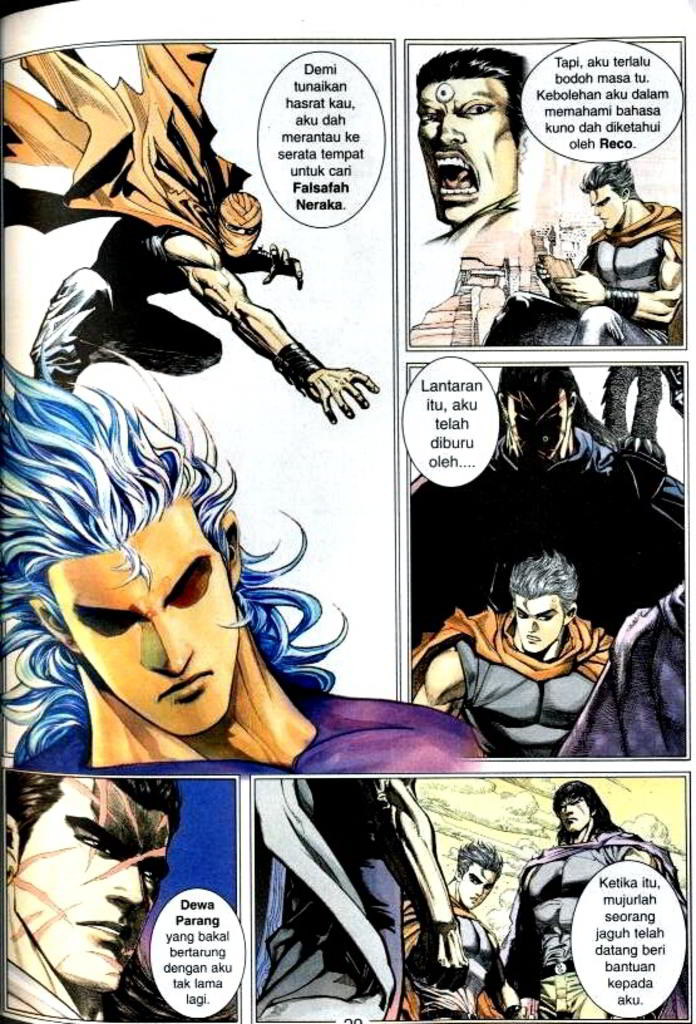 Demi
tunaikan
hasrat kau,
aku dah
merantau ke
serata tempat
untuk cari
Falsafah
Neraka.
Tapi, aku terlalu
bodoh masa tu.
Kebolehan aku dalam
memahami bahasa
kuno dah diketahui
oleh Reco.
Lantaran
itu, aku
telah
diburu
oleh....
Dewa
Parang
yang bakal
bertarung
dengan aku
tak lama
lagi.
Ketika itu,
mujurlah
seorang
jaguh telah
datang beri
bantuan
kepada
aku.